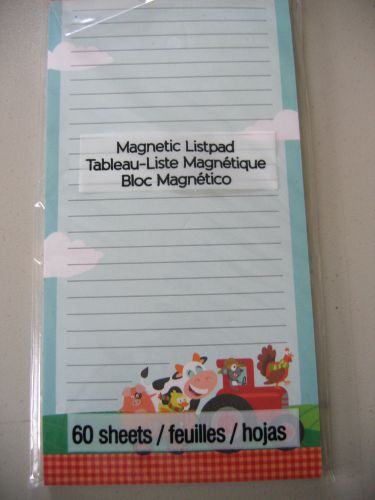 Magnetic Listpad
Tableau-Liste Magnétique
Bloc Magnético
60 sheets / feuilles / hojas